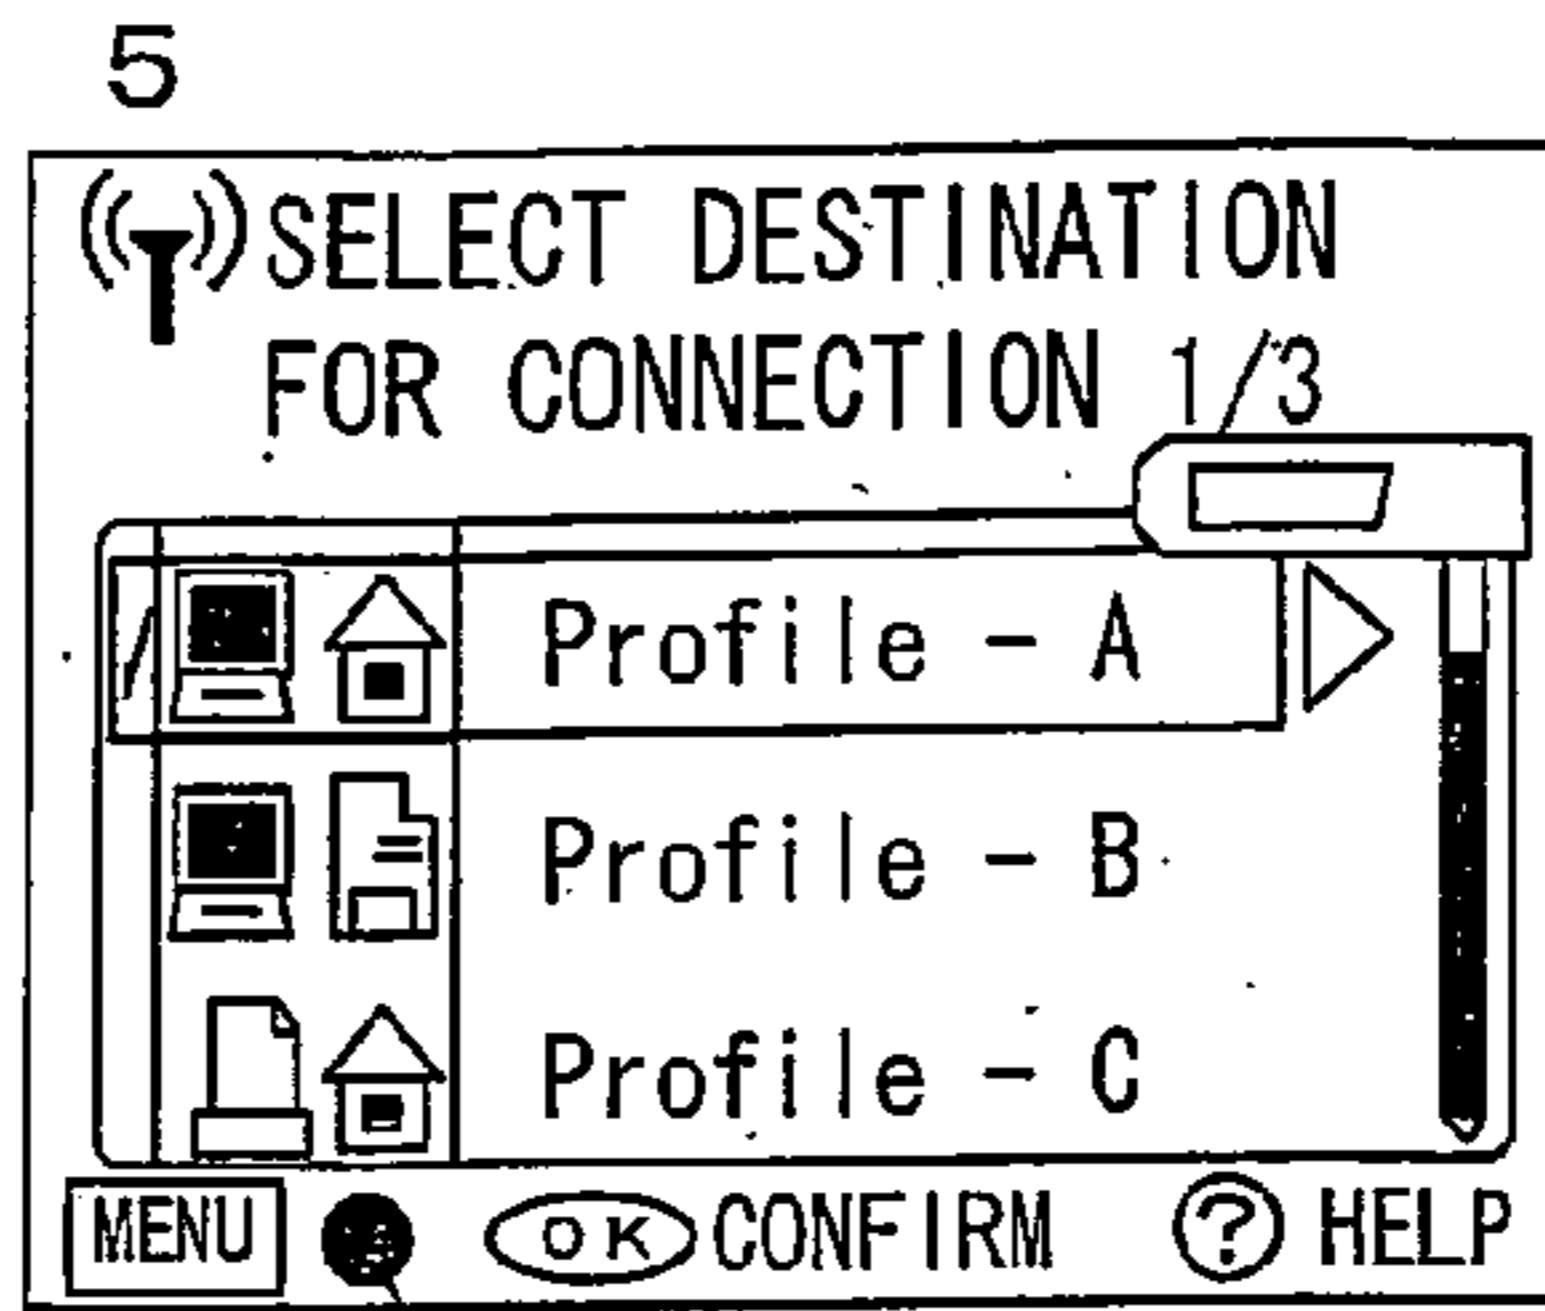 5
SELECT DESTINATION
FOR CONNECTION 1/3
Profile - A
Profile - B
Profile - C
MENU OK CONFIRM ? HELP